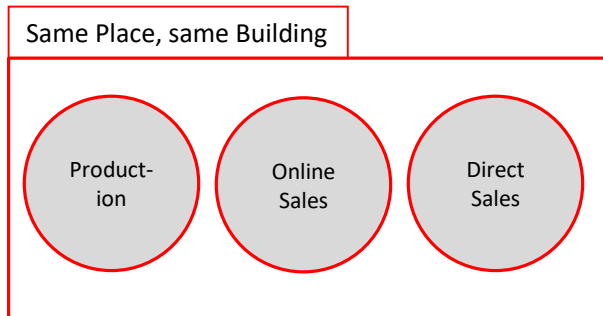 Same Place, same Building
Product-
ion
Online
Sales
Direct
Sales